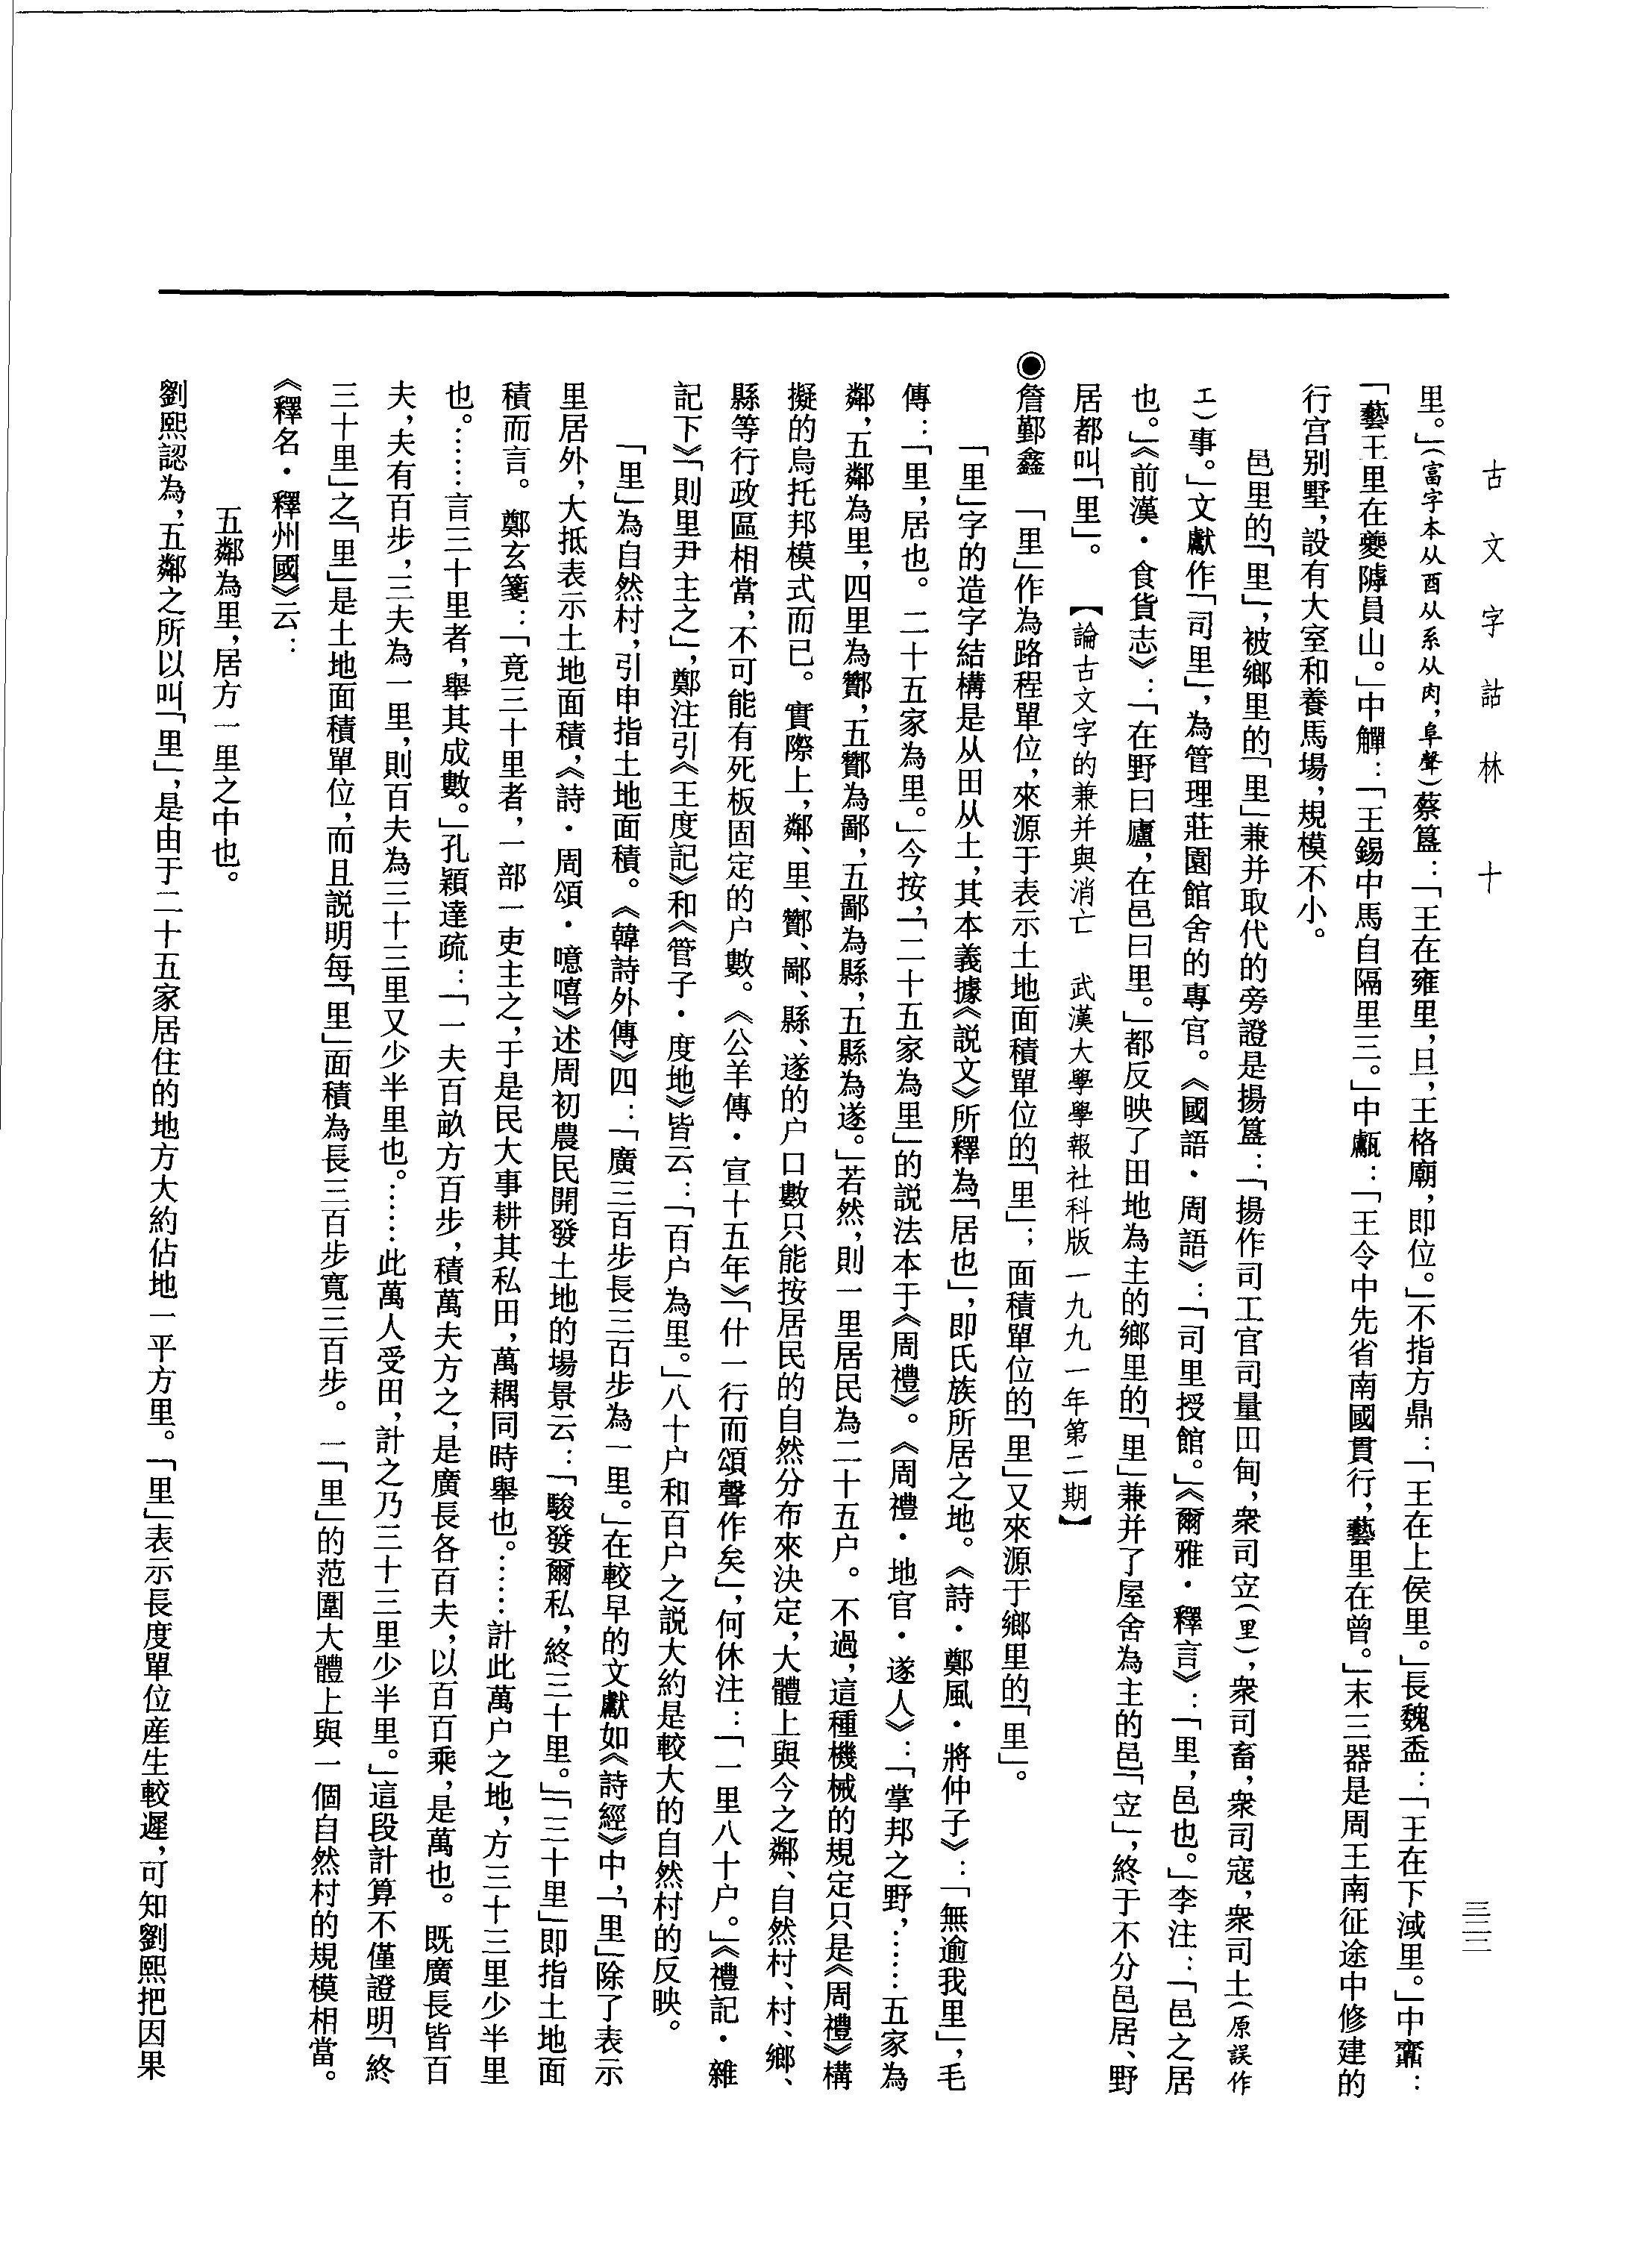 古文字詁林 十
三二二
里。」（富字本从酉从系从肉，阜聲）蔡簋：「王在雍里，旦，王格廟，即位。」不指方鼎：「王在上侯里。」長魏盉：「王在下淢里。」中鼒：
「藝王里在夔𨻰員山。」中觶：「王錫中馬自隔里三。」中甗：「王令中先省南國貫行，藝里在曾。」末三器是周王南征途中修建的
行宫别墅，設有大室和養馬場，規模不小。
邑里的「里」，被鄉里的「里」兼并取代的旁證是揚簋：「揚作司工官司量田甸，衆司㝉（里），衆司畜，衆司寇，衆司土（原誤作
工）事。」文獻作「司里」，為管理莊園館舍的專官。《國語·周語》：「司里授館。」《爾雅·釋言》：「里，邑也。」李注：「邑之居
也。」《前漢·食貨志》：「在野曰廬，在邑曰里。」都反映了田地為主的鄉里的「里」兼并了屋舍為主的邑「㝉」，終于不分邑居、野
居都叫「里」。 【論古文字的兼并與消亡 武漢大學學報社科版一九九一年第二期】
◉詹鄞鑫 「里」作為路程單位，來源于表示土地面積單位的「里」；面積單位的「里」又來源于鄉里的「里」。
「里」字的造字結構是从田从土，其本義據《説文》所釋為「居也」，即氏族所居之地。《詩·鄭風·將仲子》：「無逾我里」，毛
傳：「里，居也。二十五家為里。」今按，「二十五家為里」的説法本于《周禮》。《周禮·地官·遂人》：「掌邦之野，……五家為
鄰，五鄰為里，四里為酇，五酇為鄙，五鄙為縣，五縣為遂。」若然，則一里居民為二十五户。不過，這種機械的規定只是《周禮》構
擬的烏托邦模式而已。實際上，鄰、里、酇、鄙、縣、遂的户口數只能按居民的自然分布來決定，大體上與今之鄰、自然村、村、鄉、
縣等行政區相當，不可能有死板固定的户數。《公羊傳·宣十五年》「什一行而頌聲作矣」，何休注：「一里八十户。」《禮記·雜
記下》「則里尹主之」，鄭注引《王度記》和《管子·度地》皆云：「百户為里。」八十户和百户之説大約是較大的自然村的反映。
「里」為自然村，引申指土地面積。《韓詩外傳》四：「廣三百步長三百步為一里。」在較早的文獻如《詩經》中，「里」除了表示
里居外，大抵表示土地面積，《詩·周頌·噫嘻》述周初農民開發土地的場景云：「駿發爾私，終三十里。」「三十里」即指土地面
積而言。鄭玄箋：「竟三十里者，一部一吏主之，于是民大事耕其私田，萬耦同時舉也。……計此萬户之地，方三十三里少半里
也。……言三十里者，舉其成數。」孔穎達疏：「一夫百畝方百步，積萬夫方之，是廣長各百夫，以百百乘，是萬也。既廣長皆百
夫，夫有百步，三夫為一里，則百夫為三十三里又少半里也。……此萬人受田，計之乃三十三里少半里。」這段計算不僅證明「終
三十里」之「里」是土地面積單位，而且説明每「里」面積為長三百步寬三百步。一「里」的范圍大體上與一個自然村的規模相當。
《釋名·釋州國》云：
五鄰為里，居方一里之中也。
劉熙認為，五鄰之所以叫「里」，是由于二十五家居住的地方大約佔地一平方里。「里」表示長度單位産生較遲，可知劉熙把因果